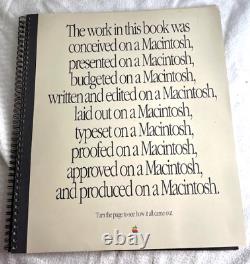 The work in this book was
conceived on a Macintosh,
presented on a Macintosh,
budgeted on a Macintosh,
written and edited on a Macintosh,
laid out on a Macintosh,
typeset on a Macintosh,
proofed on a Macintosh,
approved on a Macintosh,
and produced on a Macintosh.
Turn the page to see how it all came out.